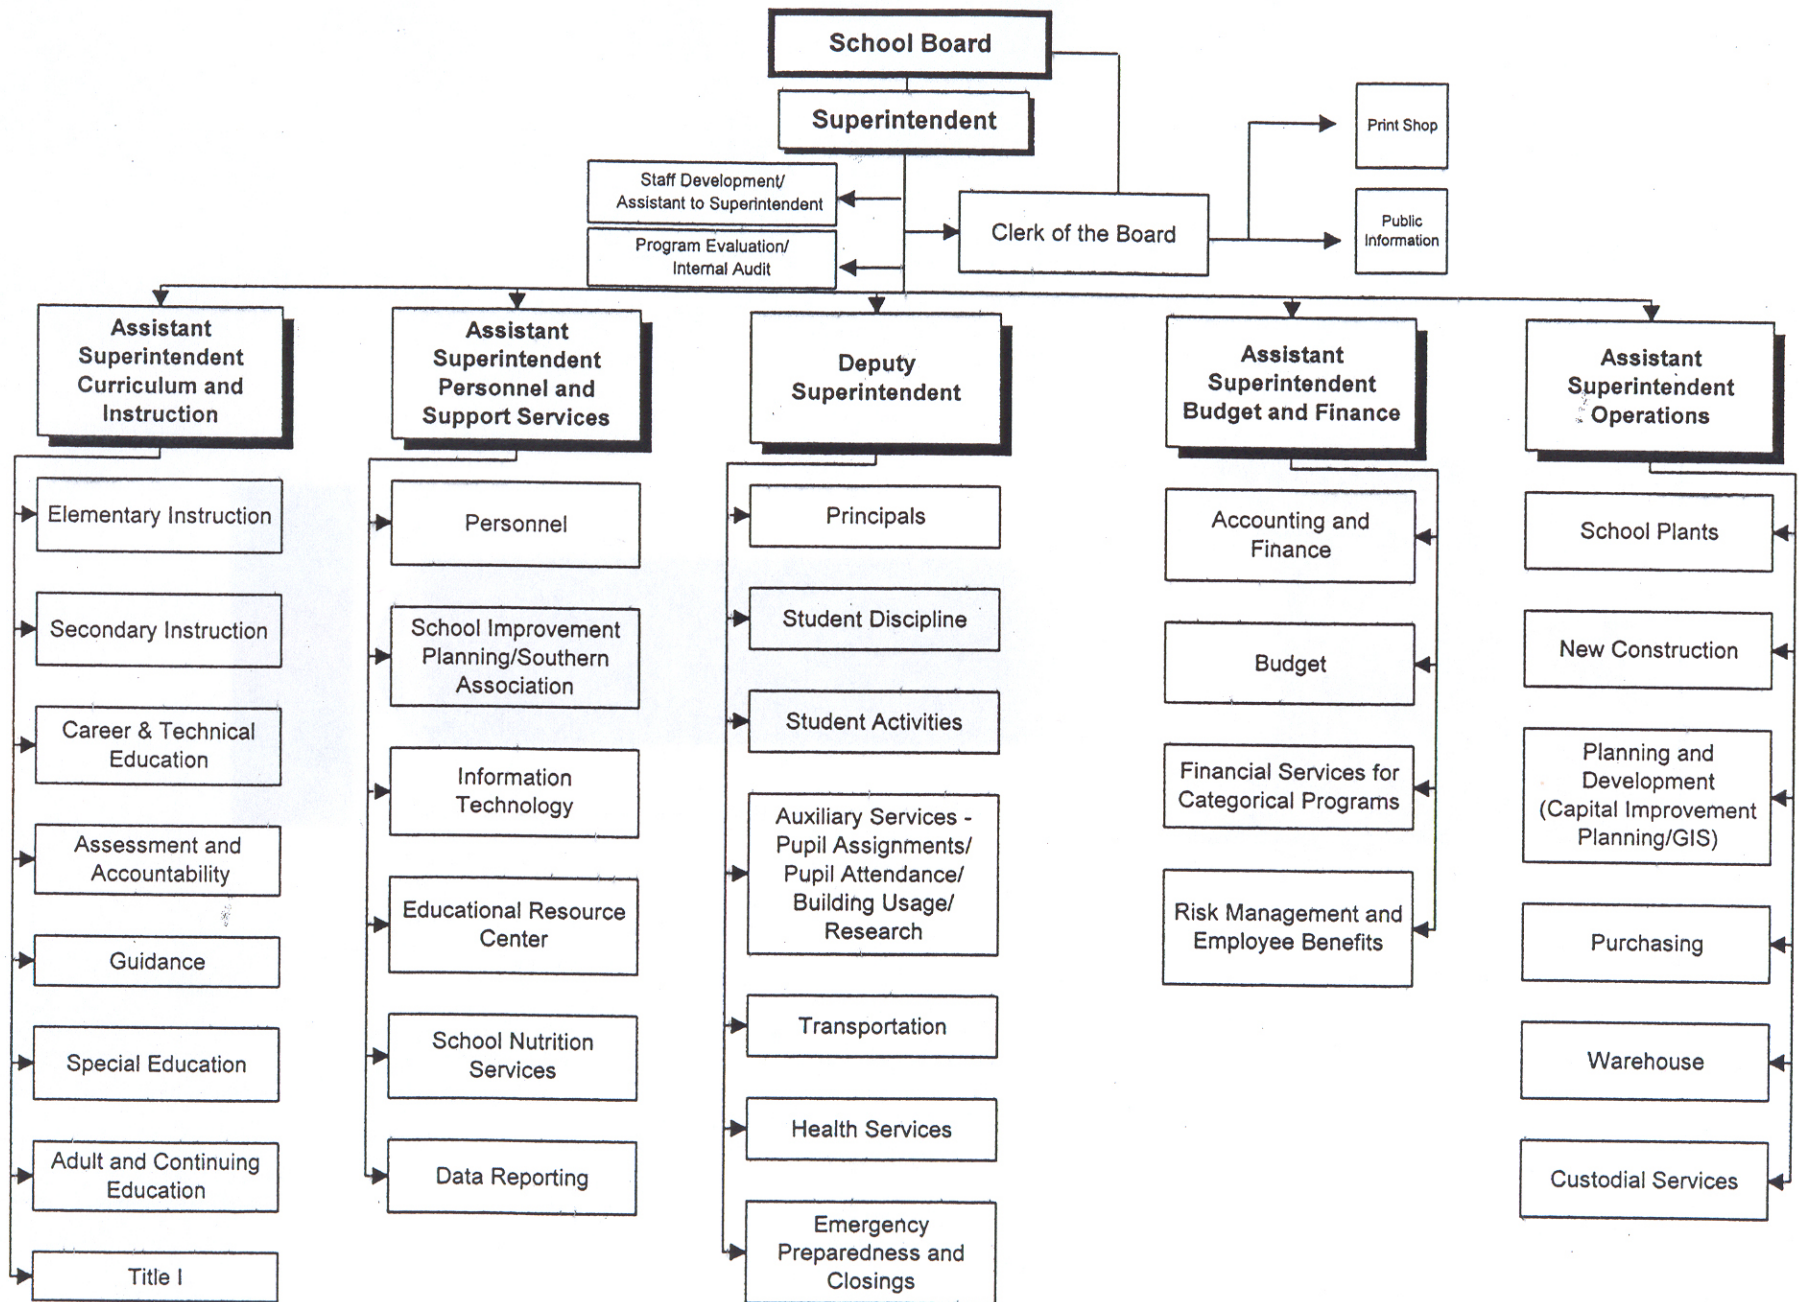 School Board
Superintendent
Print Shop
Staff Development/
Assistant to Superintendent
Public
Information
Clerk of the Board
Program Evaluation/
Internal Audit
Assistant
Superintendent
Curriculum and
Instruction
Assistant
Superintendent
Personnel and
Support Services
Deputy
Superintendent
Assistant
Superintendent
Budget and Finance
Assistant
Superintendent
Operations
Elementary Instruction
Secondary Instruction
Career & Technical
Education
Assessment and
Accountability
Guidance
Special Education
Adult and Continuing
Education
Title I
Personnel
School Improvement
Planning/Southern
Association
Information
Technology
Educational Resource
Center
School Nutrition
Services
Data Reporting
Principals
Student Discipline
Student Activities
Auxiliary Services -
Pupil Assignments/
Pupil Attendance/
Building Usage/
Research
Transportation
Health Services
Emergency
Preparedness and
Closings
Accounting and
Finance
Budget
Financial Services for
Categorical Programs
Risk Management and
Employee Benefits
School Plants
New Construction
Planning and
Development
(Capital Improvement
Planning/GIS)
Purchasing
Warehouse
Custodial Services